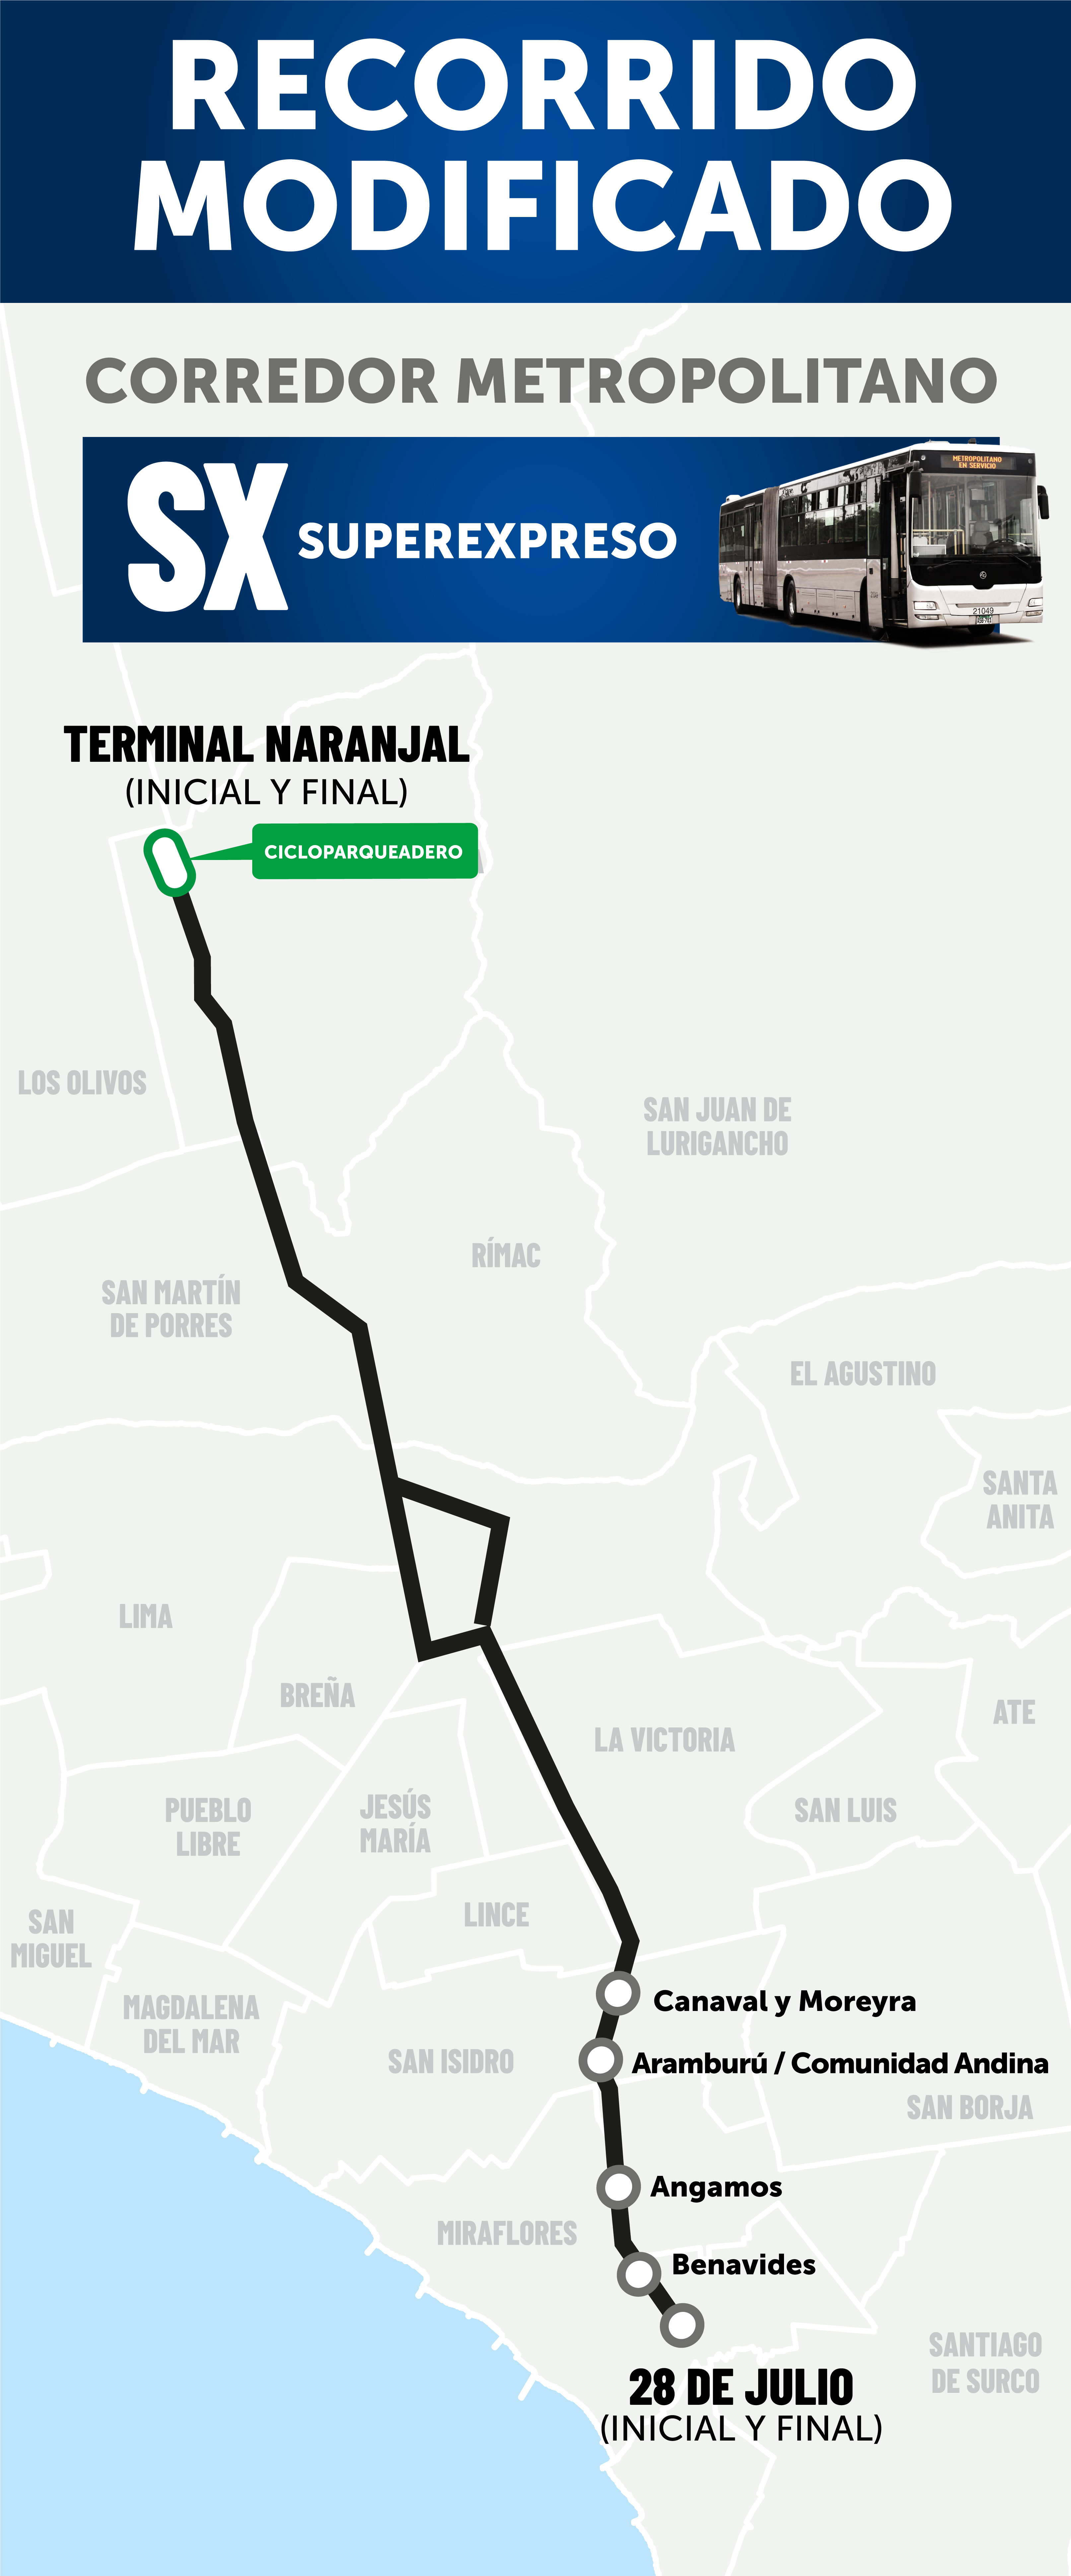 RECORRIDO
MODIFICADO
CORREDOR METROPOLITANO
SX SUPEREXPRESO
METROPOLITANO
EN SERVICIO
21049
TERMINAL NARANJAL
(INICIAL Y FINAL)
CICLOPARQUEADERO
LOS OLIVOS
SAN JUAN DE
LURIGANCHO
RÍMAC
SAN MARTÍN
DE PORRES
EL AGUSTINO
SANTA
ANITA
LIMA
BREÑA
LA VICTORIA
ATE
PUEBLO
LIBRE
JESÚS
MARÍA
SAN LUIS
LINCE
SAN
MIGUEL
MAGDALENA
DEL MAR
Canaval y Moreyra
SAN ISIDRO
Aramburú / Comunidad Andina
SAN BORJA
Angamos
MIRAFLORES
Benavides
SANTIAGO
DE SURCO
28 DE JULIO
(INICIAL Y FINAL)